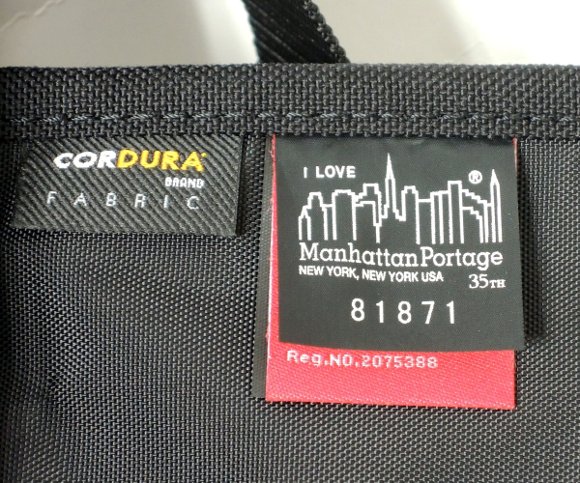 CORDURA
BRAND
FABRIC
I LOVE
®
Manhattan Portage
NEW YORK, NEW YORK USA
35TH
81871
Reg.NO.2075388